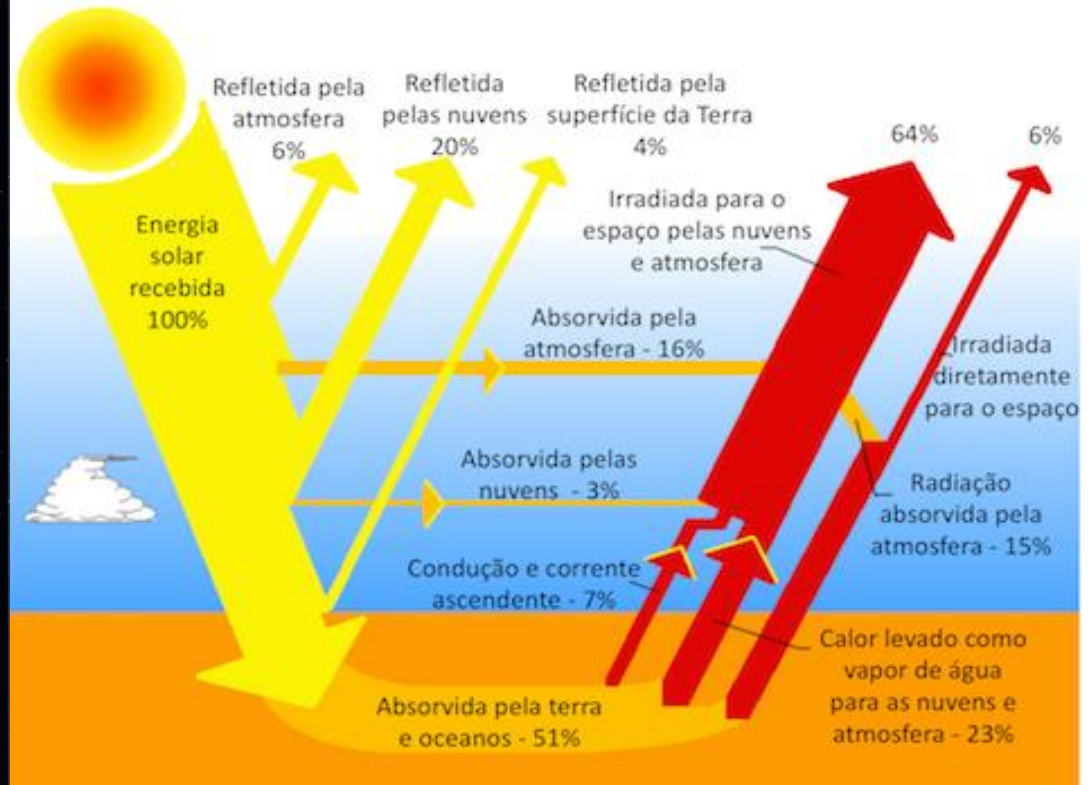 Refletida pela
atmosfera
6%
Refletida
pelas nuvens
20%
Refletida pela
superfície da Terra
4%
64%
6%
Energia
solar
recebida
100%
Irradiada para o
espaço pelas nuvens
e atmosfera
Absorvida pela
atmosfera - 16%
Irradiada
diretamente
para o espaço
Absorvida pelas
nuvens - 3%
Radiação
absorvida pela
atmosfera - 15%
Condução e corrente
ascendente - 7%
Calor levado como
vapor de água
para as nuvens e
atmosfera - 23%
Absorvida pela terra
e oceanos - 51%